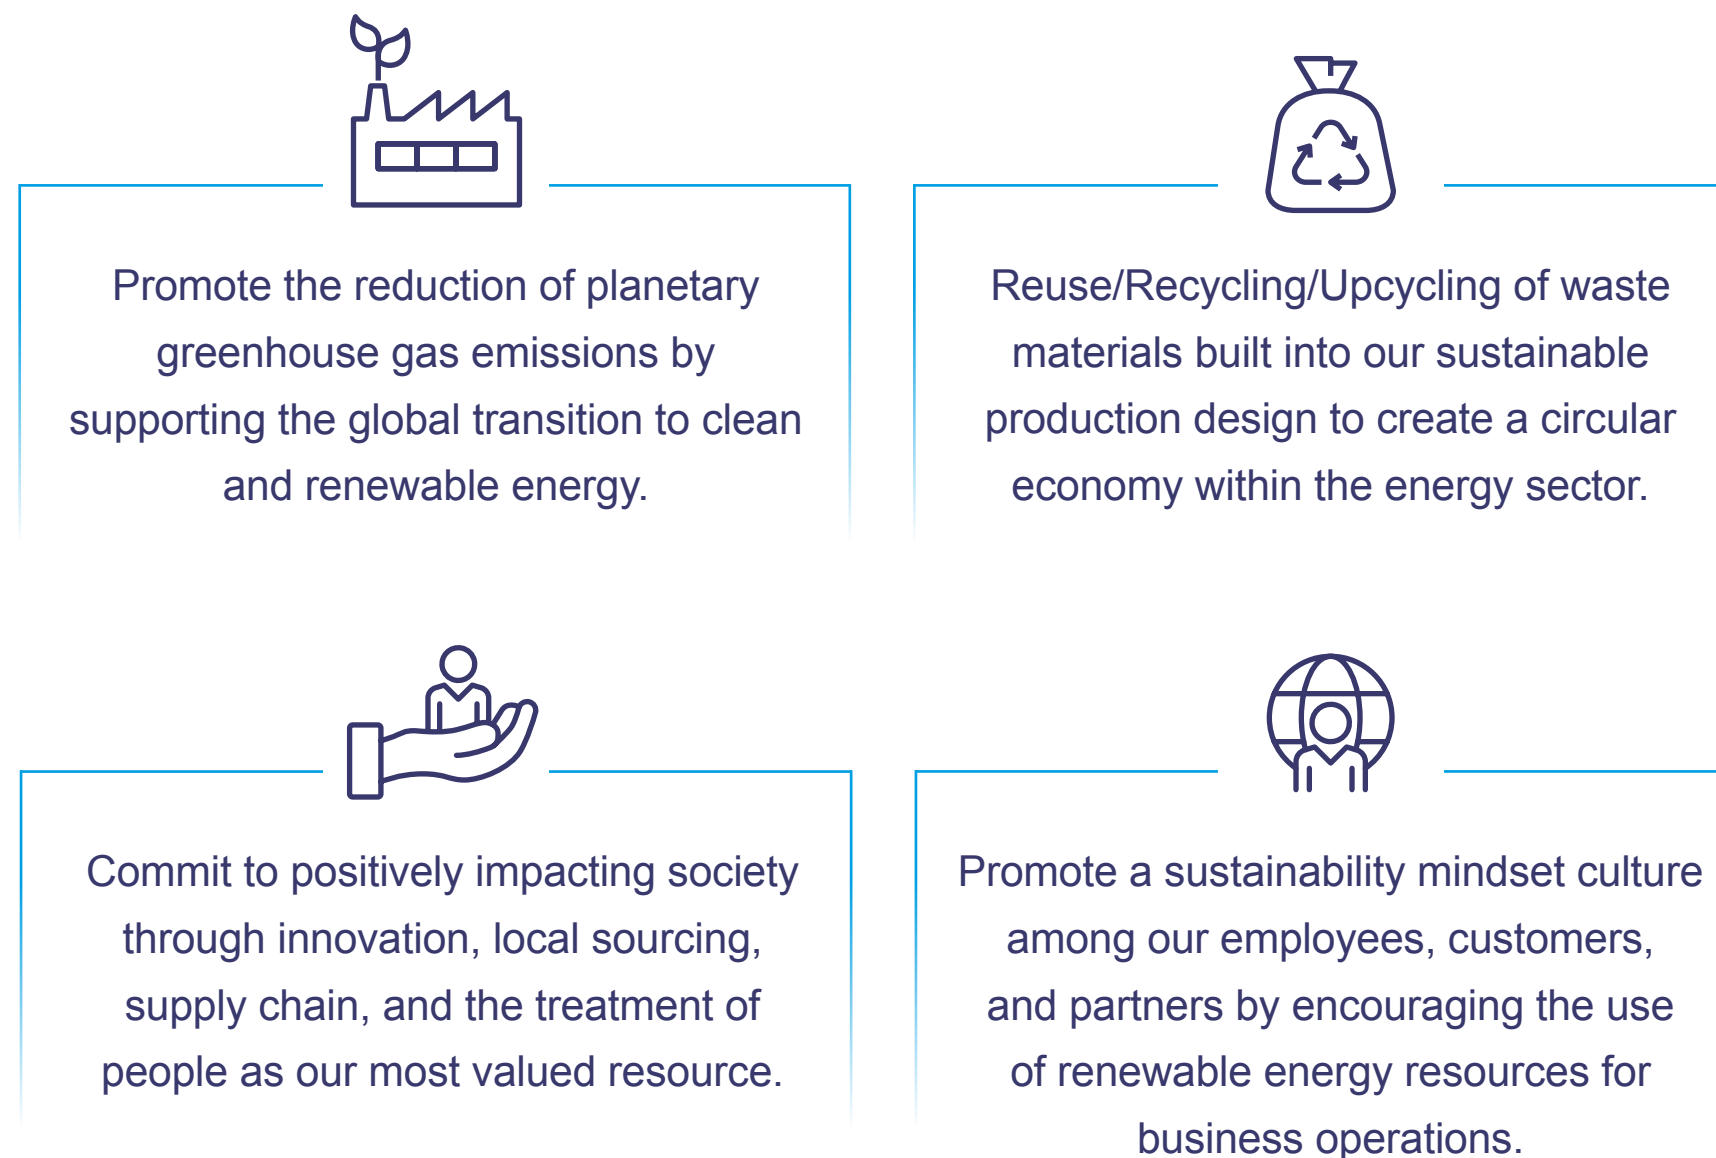 Promote the reduction of planetary
greenhouse gas emissions by
supporting the global transition to clean
and renewable energy.
Reuse/Recycling/Upcycling of waste
materials built into our sustainable
production design to create a circular
economy within the energy sector.
Commit to positively impacting society
through innovation, local sourcing,
supply chain, and the treatment of
people as our most valued resource.
Promote a sustainability mindset culture
among our employees, customers,
and partners by encouraging the use
of renewable energy resources for
business operations.